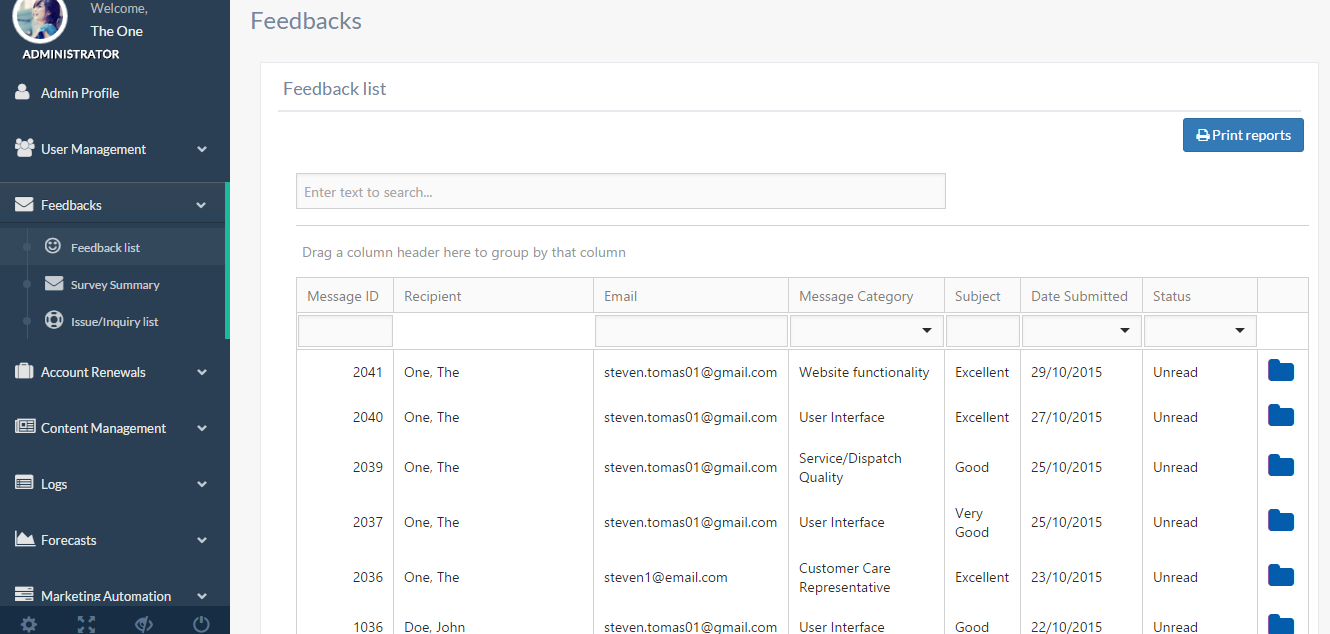 Welcome,
The One
ADMINISTRATOR
Admin Profile
User Management
Feedbacks
Feedback list
Survey Summary
Issue/Inquiry list
Account Renewals
Content Management
Logs
Forecasts
Marketing Automation
Feedbacks
Feedback list
Print reports
Enter text to search...
Drag a column header here to group by that column
Message ID Recipient Email Message Category Subject Date Submitted Status
2041 One, The steven.tomas01@gmail.com Website functionality Excellent 29/10/2015 Unread
2040 One, The steven.tomas01@gmail.com User Interface Excellent 27/10/2015 Unread
2039 One, The steven.tomas01@gmail.com Service/Dispatch Quality Good 25/10/2015 Unread
2037 One, The steven.tomas01@gmail.com User Interface Very Good 25/10/2015 Unread
2036 One, The steven1@email.com Customer Care Representative Excellent 23/10/2015 Unread
1036 Doe, John steven.tomas01@gmail.com User Interface Good 22/10/2015 Unread